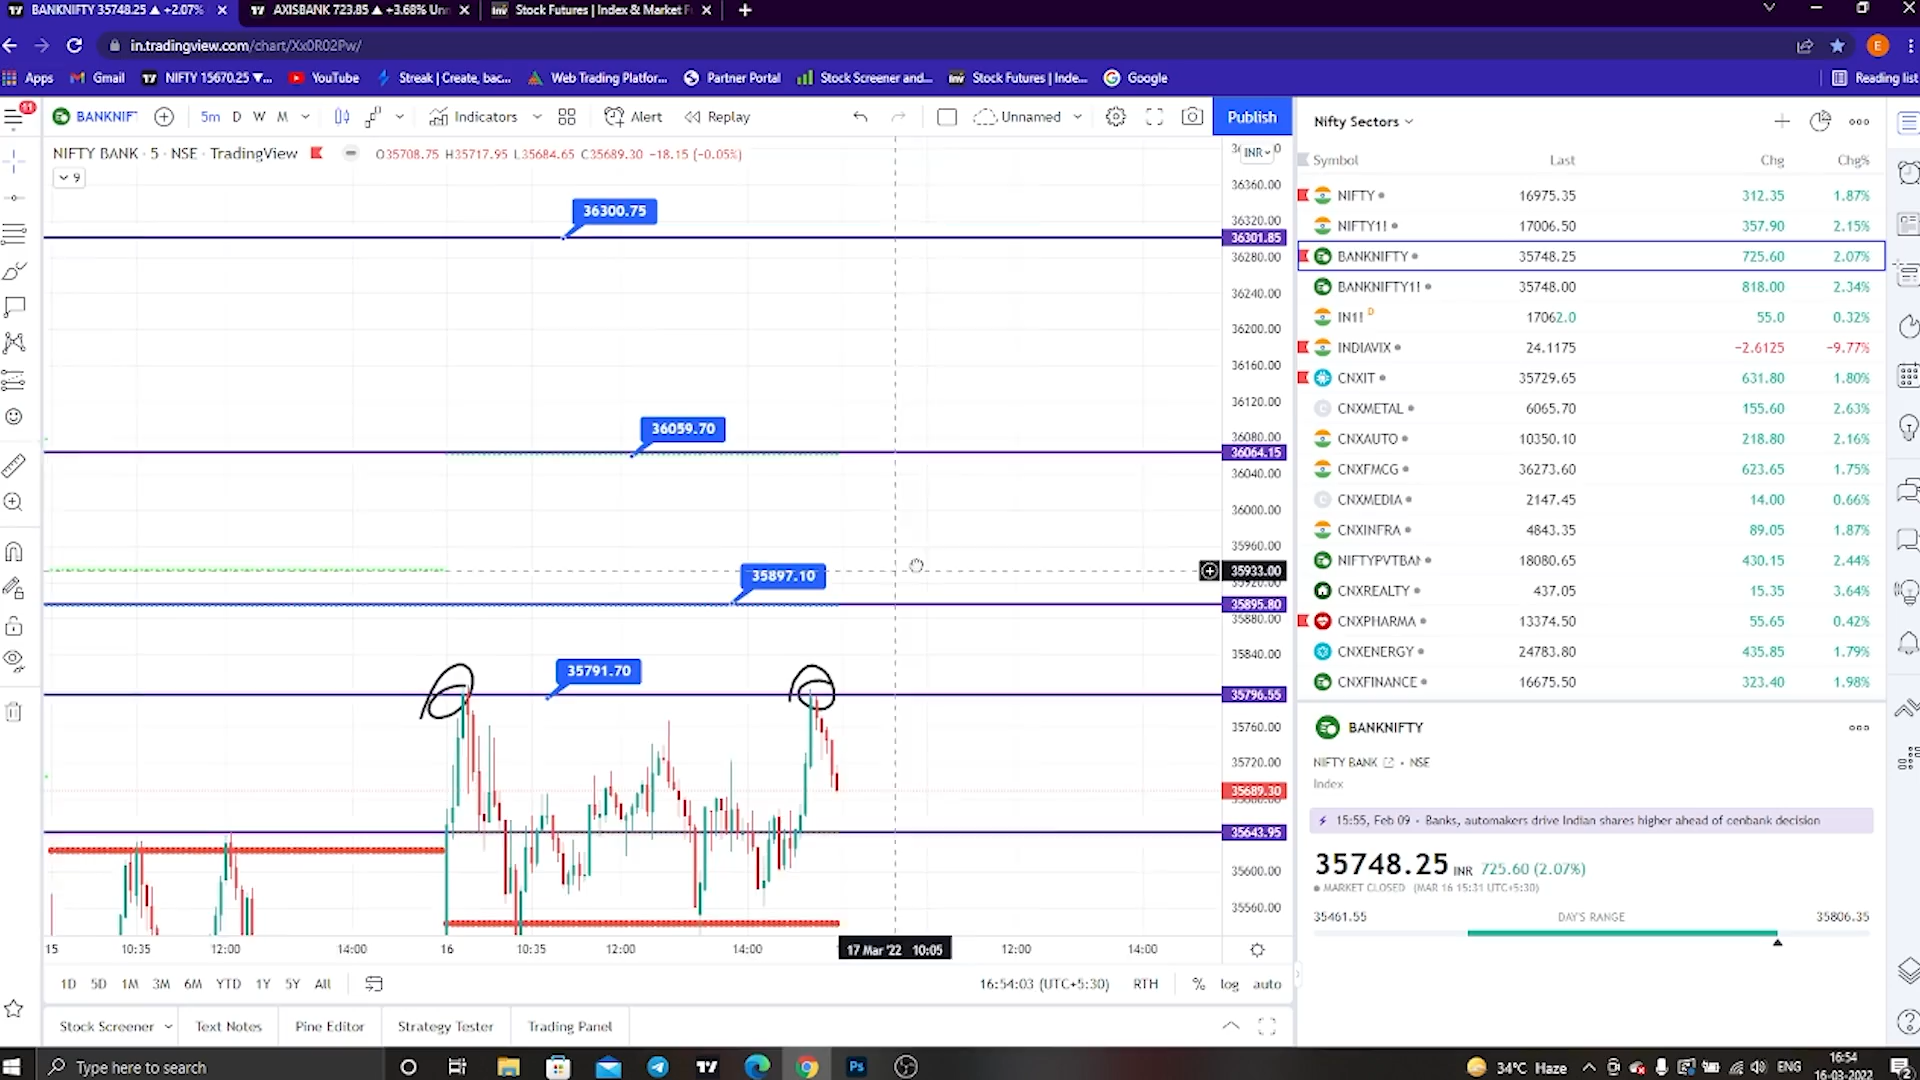 BANKNIFTY 35748.25 ▲ +2.07%
AXISBANK 723.85 ▲ +3.68% Unn
Stock Futures | Index & Market F
in.tradingview.com/chart/Xx0R02Pw/
E
Apps Gmail NIFTY 15670.25 ▼... YouTube Streak | Create, bac... Web Trading Platfor... Partner Portal Stock Screener and... Stock Futures | Inde... Google Reading list
11
BANKNIF 5m D W M Indicators Alert Replay Unnamed Publish
NIFTY BANK · 5 · NSE · TradingView O35708.75 H35717.95 L35684.65 C35689.30 −18.15 (−0.05%)
9
INR
36360.00
36320.00
36300.75
36301.85
36280.00
36240.00
36200.00
36160.00
36120.00
36080.00
36059.70
36064.15
36040.00
36000.00
35960.00
35933.00
35920.00
35897.10
35895.80
35880.00
35840.00
35791.70
35796.55
35760.00
35720.00
35689.30
35643.95
35600.00
35560.00
15 10:35 12:00 14:00 16 10:35 12:00 14:00 17 Mar '22 10:05 12:00 14:00
1D 5D 1M 3M 6M YTD 1Y 5Y All 16:54:03 (UTC+5:30) RTH % log auto
Stock Screener Text Notes Pine Editor Strategy Tester Trading Panel
Nifty Sectors
Symbol Last Chg Chg%
NIFTY 16975.35 312.35 1.87%
NIFTY1! 17006.50 357.90 2.15%
BANKNIFTY 35748.25 725.60 2.07%
BANKNIFTY1! 35748.00 818.00 2.34%
IN1! D 17062.0 55.0 0.32%
INDIAVIX 24.1175 −2.6125 −9.77%
CNXIT 35729.65 631.80 1.80%
CNXMETAL 6065.70 155.60 2.63%
CNXAUTO 10350.10 218.80 2.16%
CNXFMCG 36273.60 623.65 1.75%
CNXMEDIA 2147.45 14.00 0.66%
CNXINFRA 4843.35 89.05 1.87%
NIFTYPVTBAN 18080.65 430.15 2.44%
CNXREALTY 437.05 15.35 3.64%
CNXPHARMA 13374.50 55.65 0.42%
CNXENERGY 24783.80 435.85 1.79%
CNXFINANCE 16675.50 323.40 1.98%
BANKNIFTY
NIFTY BANK • NSE
Index
15:55, Feb 09 • Banks, automakers drive Indian shares higher ahead of cenbank decision
35748.25 INR 725.60 (2.07%)
MARKET CLOSED (MAR 16 15:31 UTC+5:30)
35461.55 DAY'S RANGE 35806.35
Type here to search
Ps
34°C Haze
ENG
16:54
16-03-2022
2